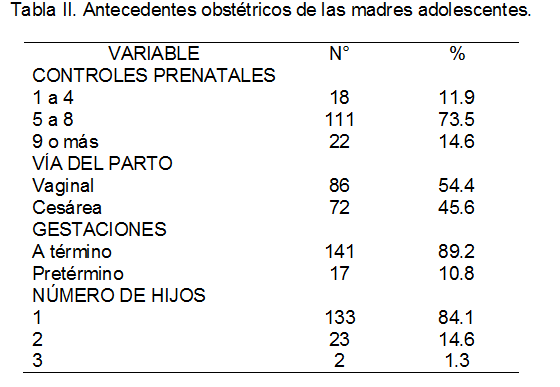 Tabla II. Antecedentes obstétricos de las madres adolescentes.
VARIABLE N° %
CONTROLES PRENATALES
1 a 4 18 11.9
5 a 8 111 73.5
9 o más 22 14.6
VÍA DEL PARTO
Vaginal 86 54.4
Cesárea 72 45.6
GESTACIONES
A término 141 89.2
Pretérmino 17 10.8
NÚMERO DE HIJOS
1 133 84.1
2 23 14.6
3 2 1.3